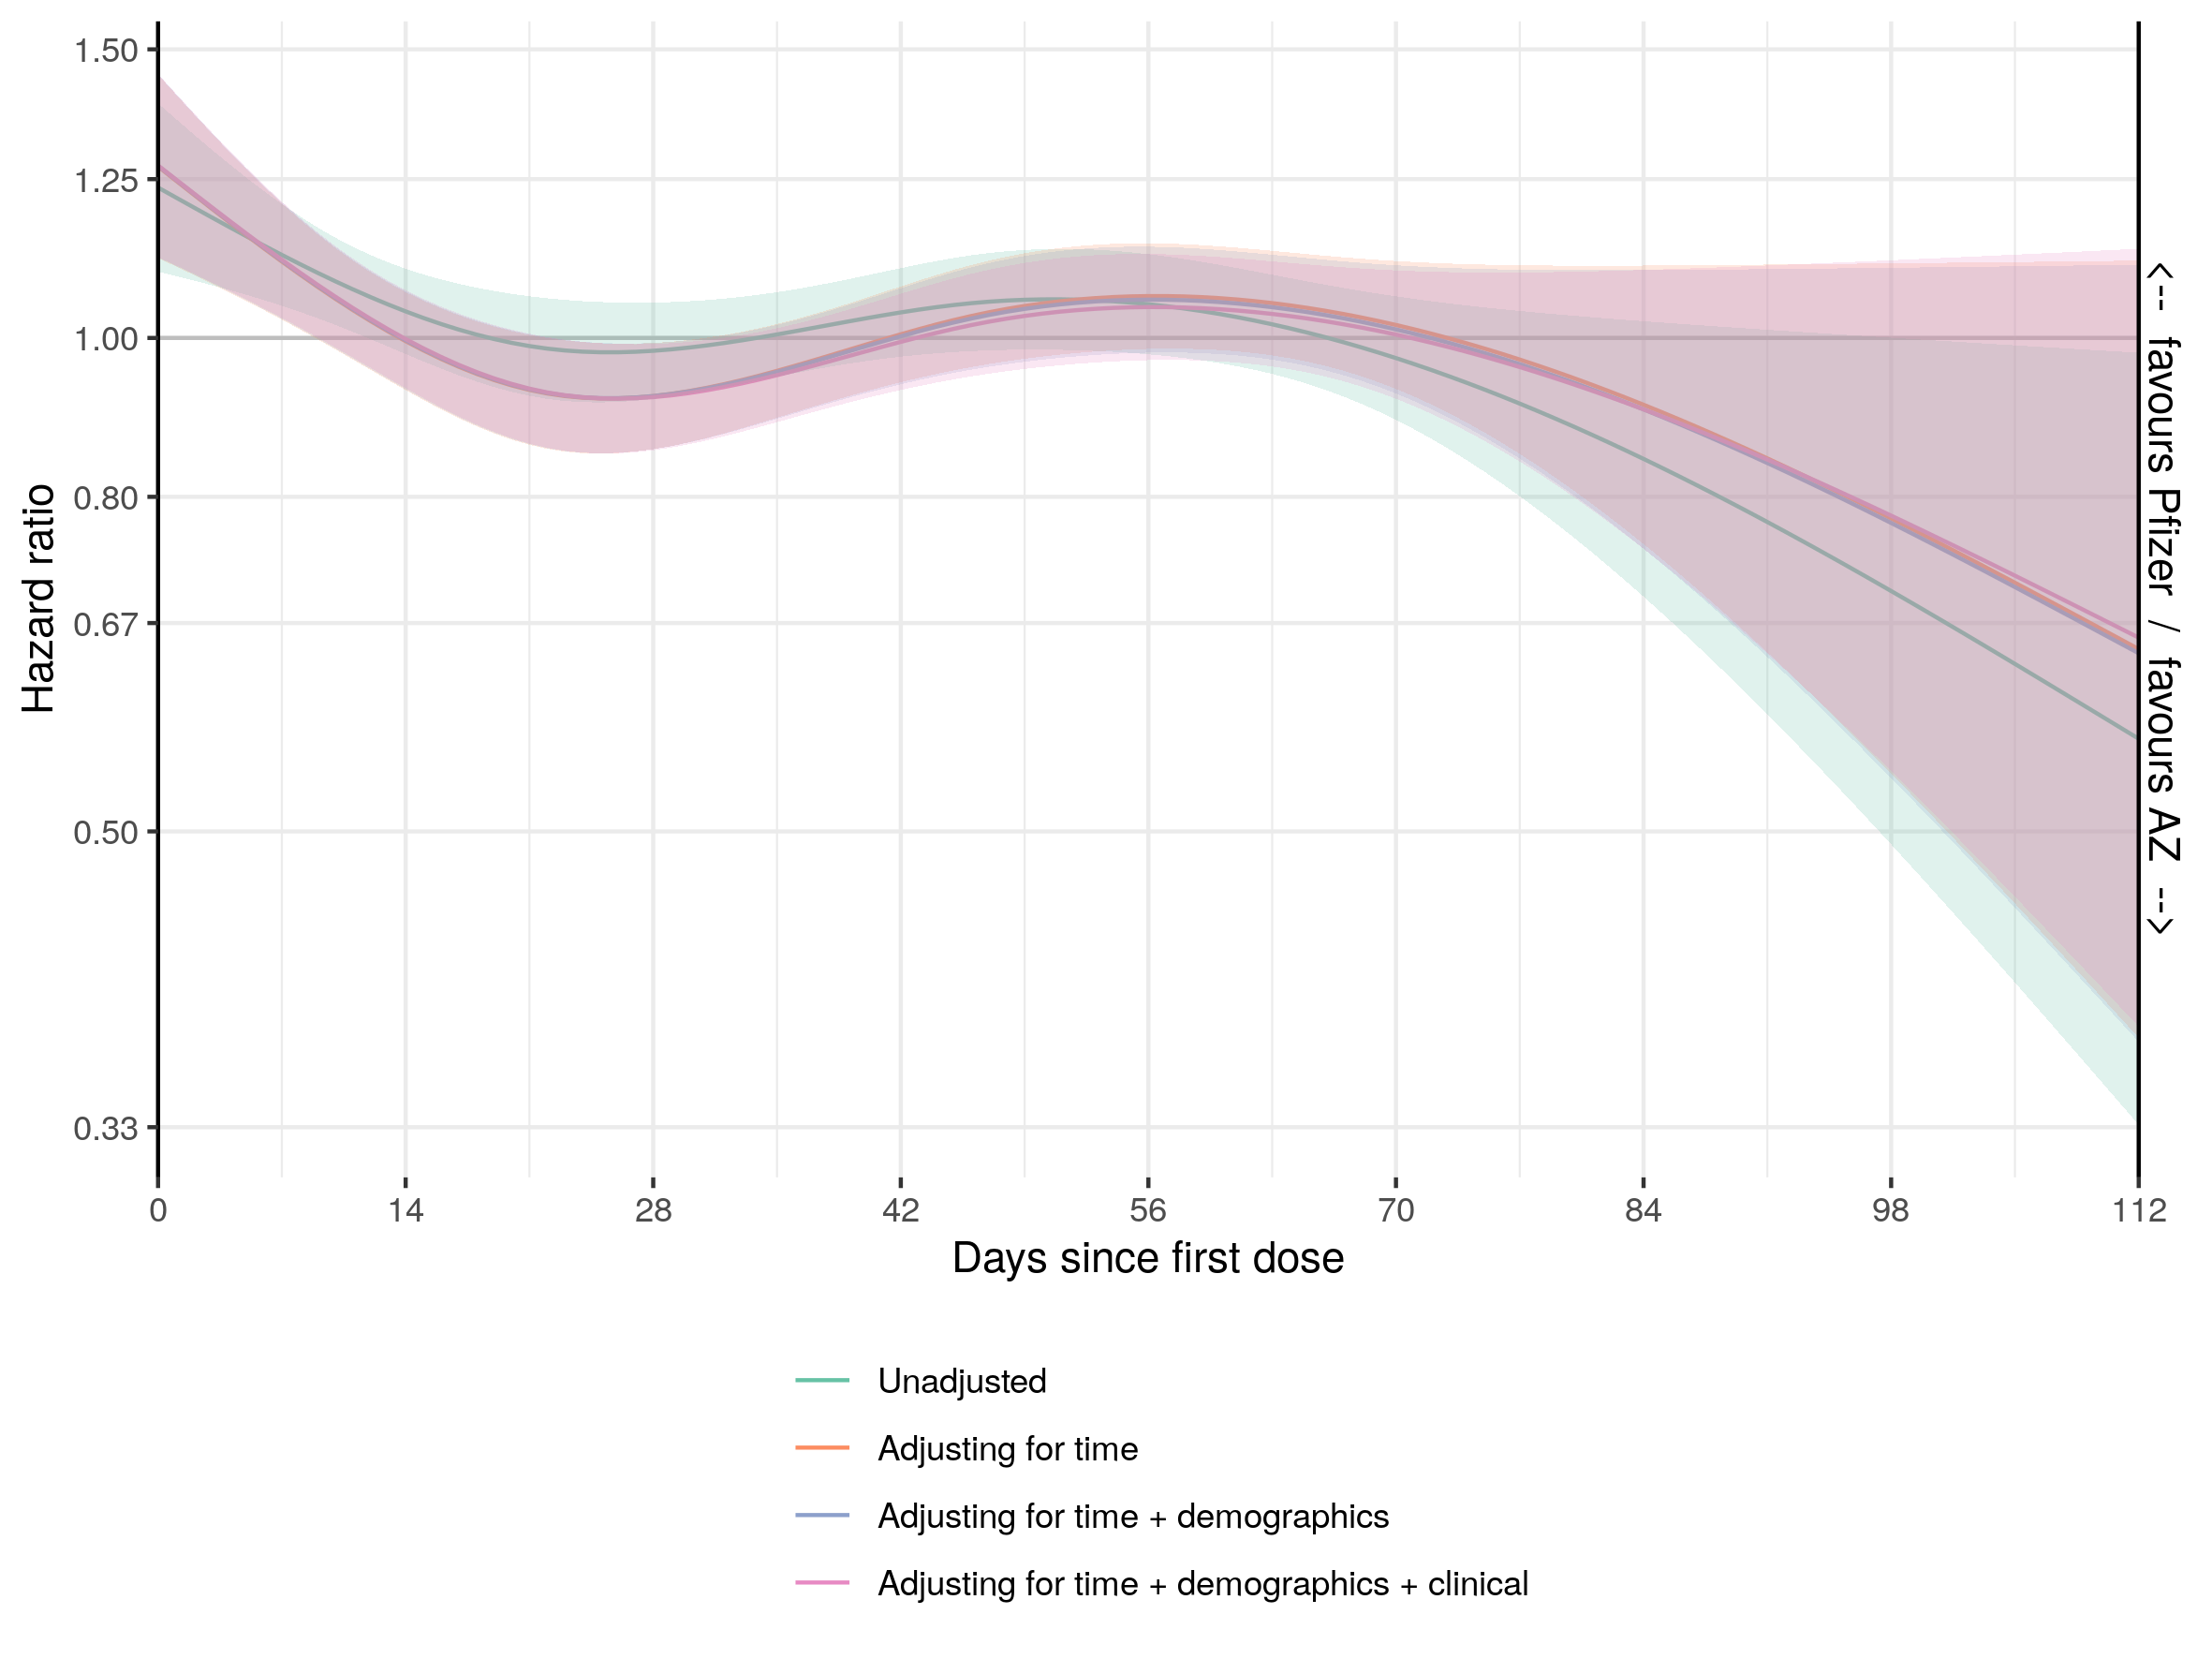 1.50
1.25
1.00
0.80
0.67
0.50
0.33
Hazard ratio
<-- favours Pfizer / favours AZ -->
0 14 28 42 56 70 84 98 112
Days since first dose
Unadjusted
Adjusting for time
Adjusting for time + demographics
Adjusting for time + demographics + clinical